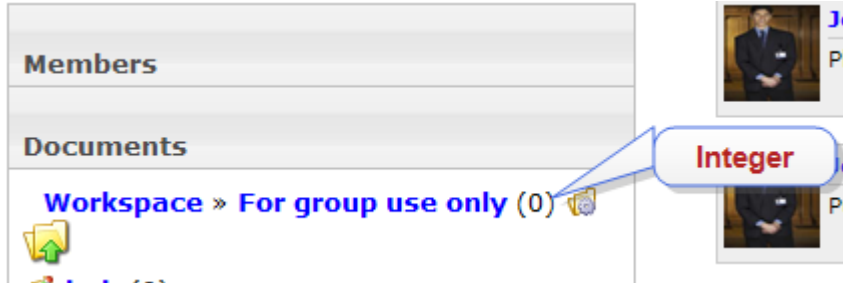 Members
Documents
Integer
Workspace » For group use only (0)